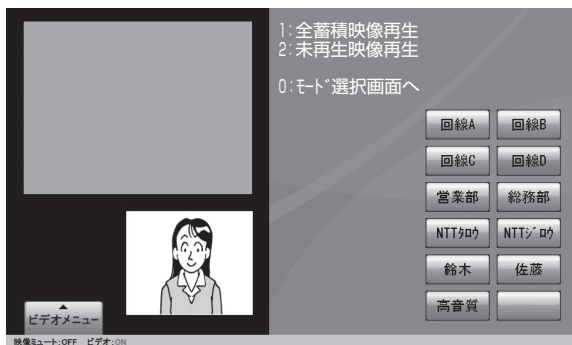 1:全蓄積映像再生
2:未再生映像再生
0:ﾓｰﾄﾞ選択画面へ
回線A 回線B
回線C 回線D
営業部 総務部
NTTﾀﾛｳ NTTｼﾞﾛｳ
鈴木 佐藤
高音質
ビデオメニュー
映像ミュート:OFF ビデオ:ON